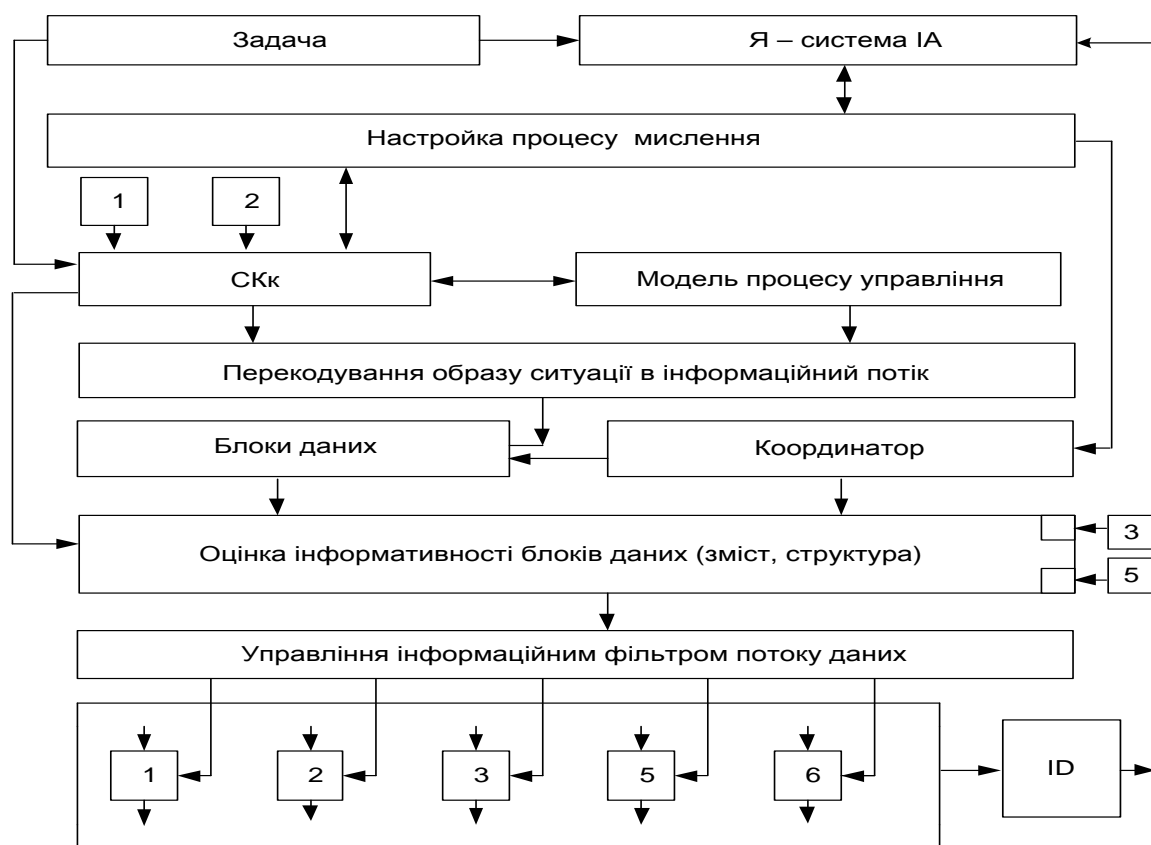 Задача
Я – система ІА
Настройка процесу мислення
1
2
СКк
Модель процесу управління
Перекодування образу ситуації в інформаційний потік
Блоки даних
Координатор
Оцінка інформативності блоків даних (зміст, структура)
3
5
Управління інформаційним фільтром потоку даних
1
2
3
5
6
ID